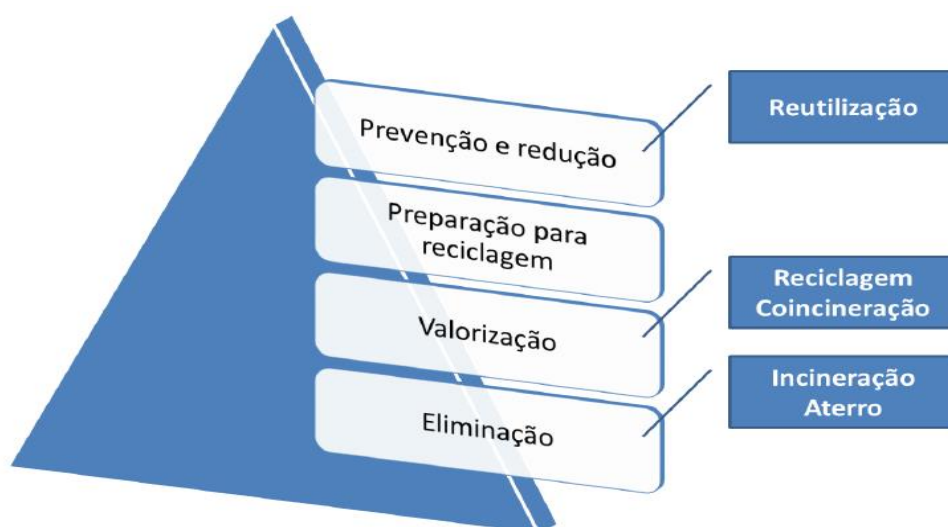 Prevenção e redução
Reutilização
Preparação para
reciclagem
Valorização
Reciclagem
Coincineração
Eliminação
Incineração
Aterro